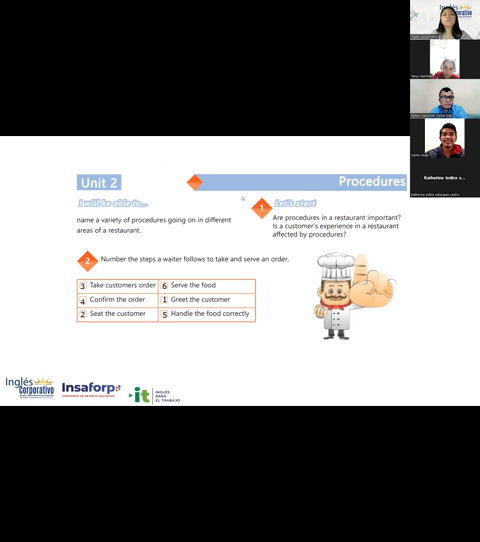 Unit 2
Procedures
I will be able to...
name a variety of procedures going on in different
areas of a restaurant.
1
Let's start
Are procedures in a restaurant important?
Is a customer's experience in a restaurant
affected by procedures?
2
Number the steps a waiter follows to take and serve an order.
3 Take customers order
6 Serve the food
4 Confirm the order
1 Greet the customer
2 Seat the customer
5 Handle the food correctly
Inglés
Corporativo
Insaforp
it
INGLÉS
PARA
EL TRABAJO
Katherine indira v...